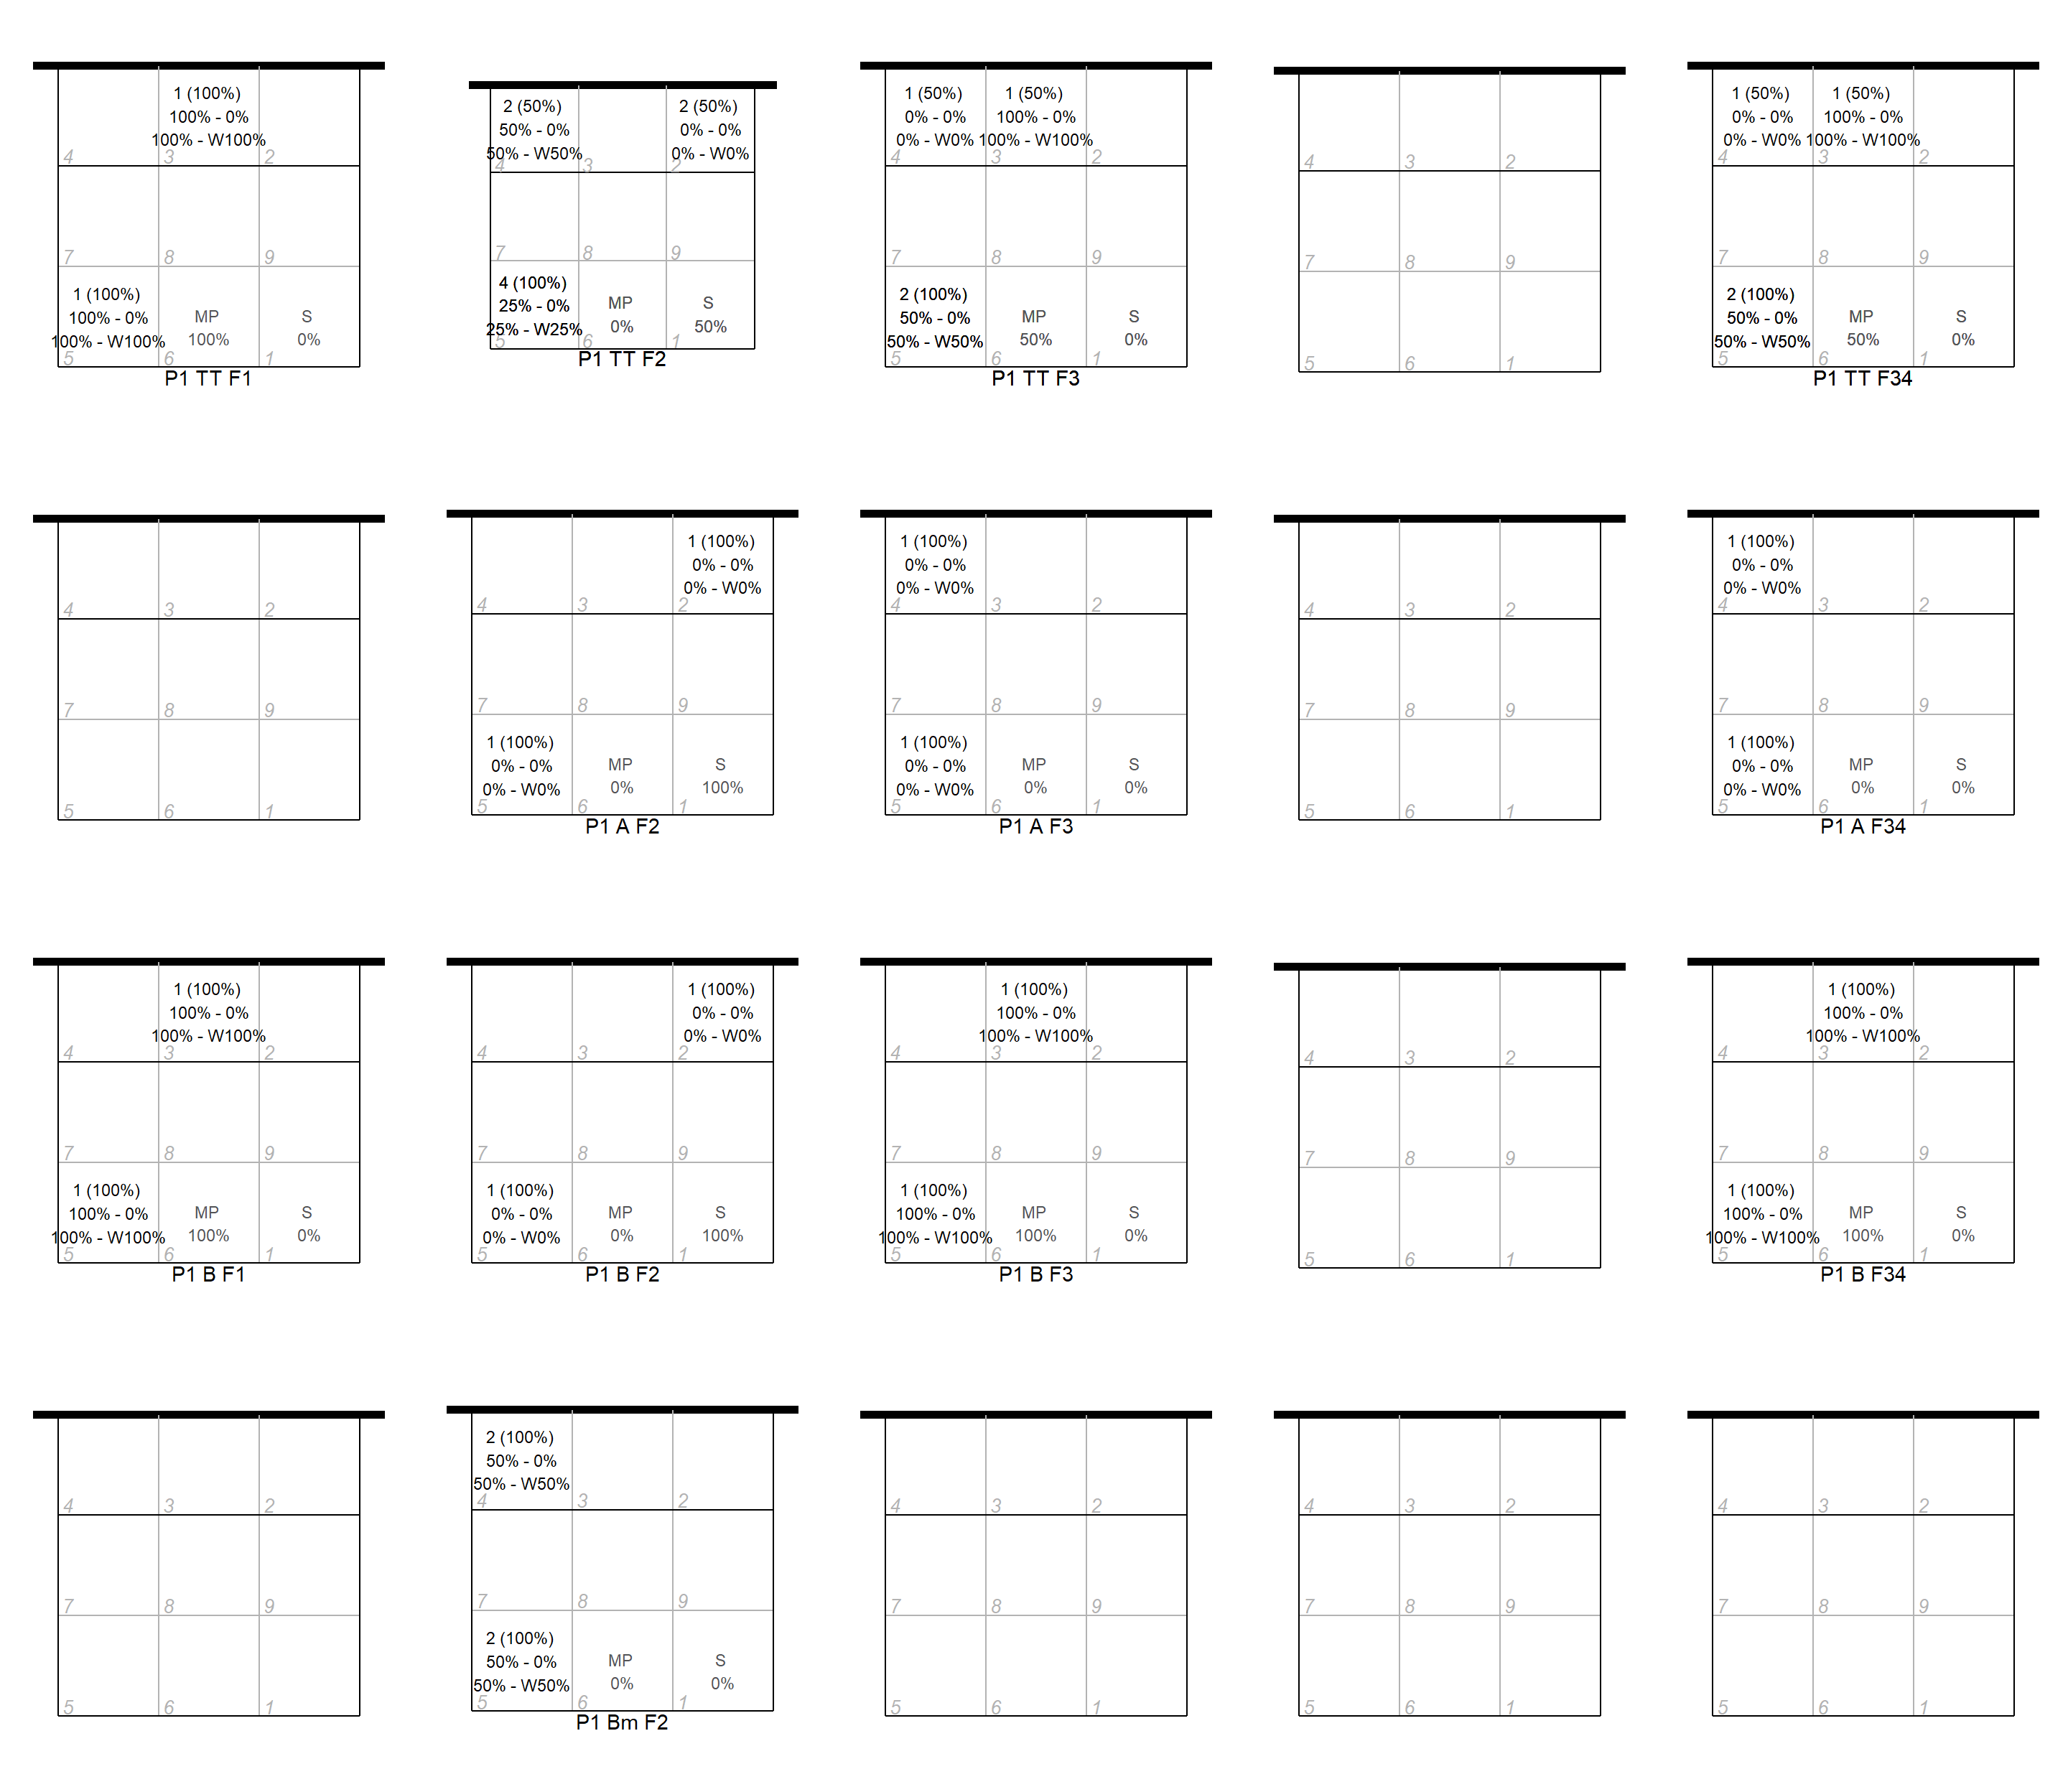 1 (100%)
100% - 0%
100% - W100%
4 3 2
7 8 9
1 (100%)
100% - 0%
100% - W100%
MP
100%
S
0%
5 6 1
P1 TT F1
2 (50%)
50% - 0%
50% - W50%
2 (50%)
0% - 0%
0% - W0%
4 3 2
7 8 9
4 (100%)
25% - 0%
25% - W25%
MP
0%
S
50%
5 6 1
P1 TT F2
1 (50%)
0% - 0%
0% - W0%
1 (50%)
100% - 0%
100% - W100%
4 3 2
7 8 9
2 (100%)
50% - 0%
50% - W50%
MP
50%
S
0%
5 6 1
P1 TT F3
4 3 2
7 8 9
5 6 1
1 (50%)
0% - 0%
0% - W0%
1 (50%)
100% - 0%
100% - W100%
4 3 2
7 8 9
2 (100%)
50% - 0%
50% - W50%
MP
50%
S
0%
5 6 1
P1 TT F34
4 3 2
7 8 9
5 6 1
1 (100%)
0% - 0%
0% - W0%
4 3 2
7 8 9
1 (100%)
0% - 0%
0% - W0%
MP
0%
S
100%
5 6 1
P1 A F2
1 (100%)
0% - 0%
0% - W0%
4 3 2
7 8 9
1 (100%)
0% - 0%
0% - W0%
MP
0%
S
0%
5 6 1
P1 A F3
4 3 2
7 8 9
5 6 1
1 (100%)
0% - 0%
0% - W0%
4 3 2
7 8 9
1 (100%)
0% - 0%
0% - W0%
MP
0%
S
0%
5 6 1
P1 A F34
1 (100%)
100% - 0%
100% - W100%
4 3 2
7 8 9
1 (100%)
100% - 0%
100% - W100%
MP
100%
S
0%
5 6 1
P1 B F1
1 (100%)
0% - 0%
0% - W0%
4 3 2
7 8 9
1 (100%)
0% - 0%
0% - W0%
MP
0%
S
100%
5 6 1
P1 B F2
1 (100%)
100% - 0%
100% - W100%
4 3 2
7 8 9
1 (100%)
100% - 0%
100% - W100%
MP
100%
S
0%
5 6 1
P1 B F3
4 3 2
7 8 9
5 6 1
1 (100%)
100% - 0%
100% - W100%
4 3 2
7 8 9
1 (100%)
100% - 0%
100% - W100%
MP
100%
S
0%
5 6 1
P1 B F34
4 3 2
7 8 9
5 6 1
2 (100%)
50% - 0%
50% - W50%
4 3 2
7 8 9
2 (100%)
50% - 0%
50% - W50%
MP
0%
S
0%
5 6 1
P1 Bm F2
4 3 2
7 8 9
5 6 1
4 3 2
7 8 9
5 6 1
4 3 2
7 8 9
5 6 1